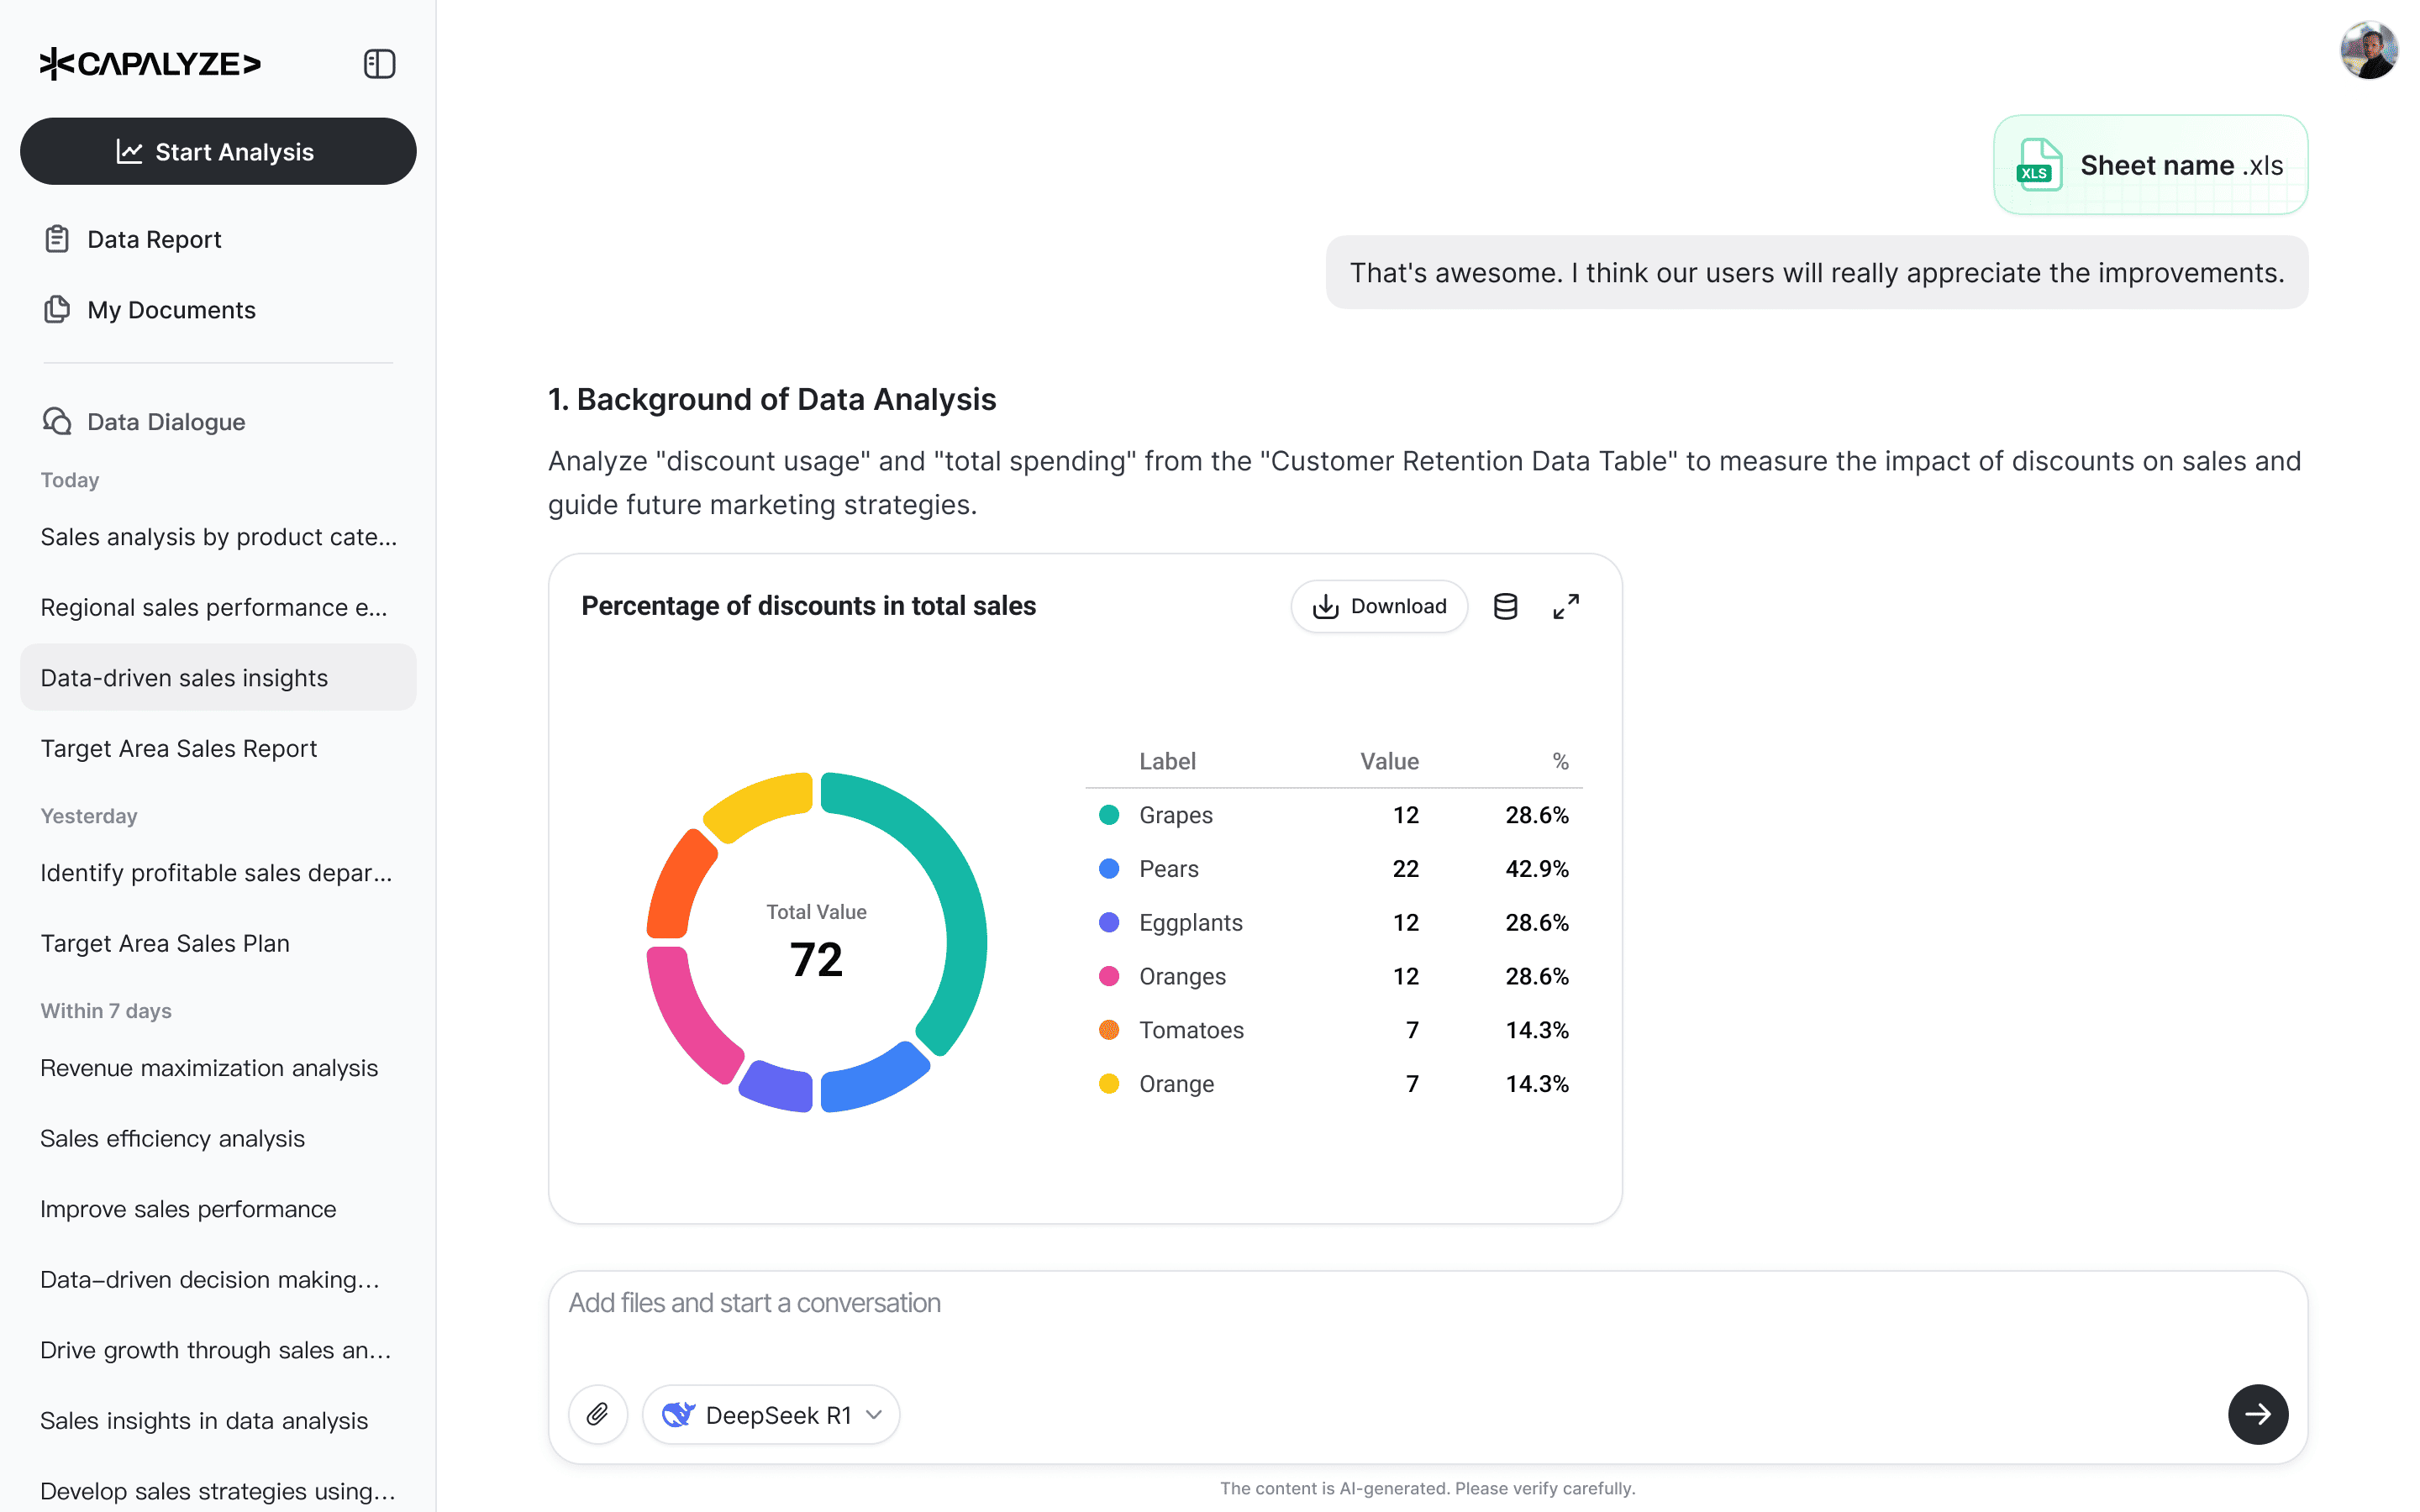 CAPALYZE
Start Analysis
Data Report
My Documents
Data Dialogue
Today
Sales analysis by product cate...
Regional sales performance e...
Data-driven sales insights
Target Area Sales Report
Yesterday
Identify profitable sales depar...
Target Area Sales Plan
Within 7 days
Revenue maximization analysis
Sales efficiency analysis
Improve sales performance
Data-driven decision making...
Drive growth through sales an...
Sales insights in data analysis
Develop sales strategies using...
XLS
Sheet name .xls
That's awesome. I think our users will really appreciate the improvements.
1. Background of Data Analysis
Analyze "discount usage" and "total spending" from the "Customer Retention Data Table" to measure the impact of discounts on sales and
guide future marketing strategies.
Percentage of discounts in total sales
Download
Total Value
72
Label Value %
Grapes 12 28.6%
Pears 22 42.9%
Eggplants 12 28.6%
Oranges 12 28.6%
Tomatoes 7 14.3%
Orange 7 14.3%
Add files and start a conversation
DeepSeek R1
The content is AI-generated. Please verify carefully.